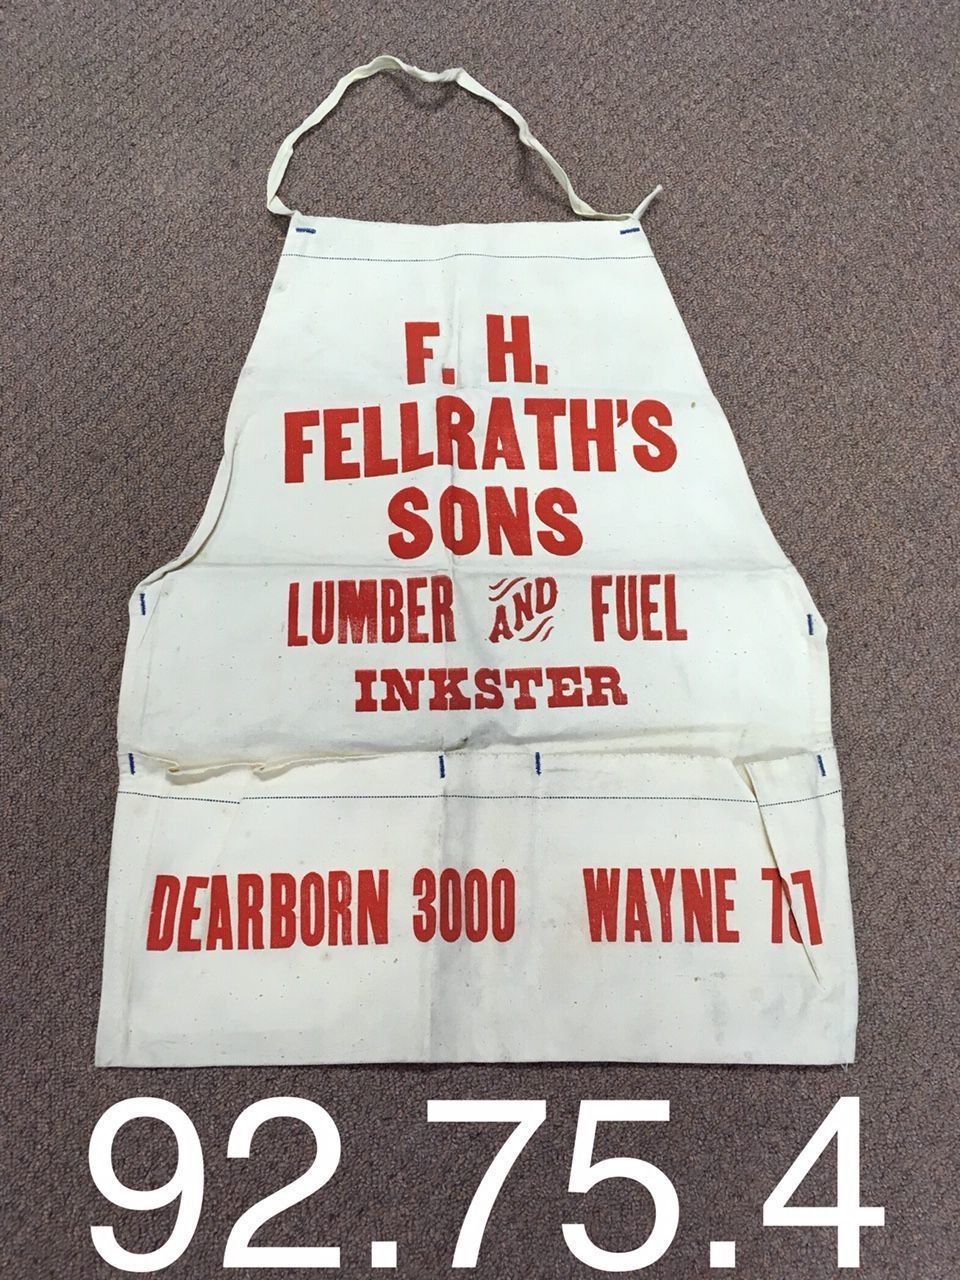 F. H.
FELLRATH'S
SONS
LUMBER AND FUEL
INKSTER
DEARBORN 3000 WAYNE
92.75.4